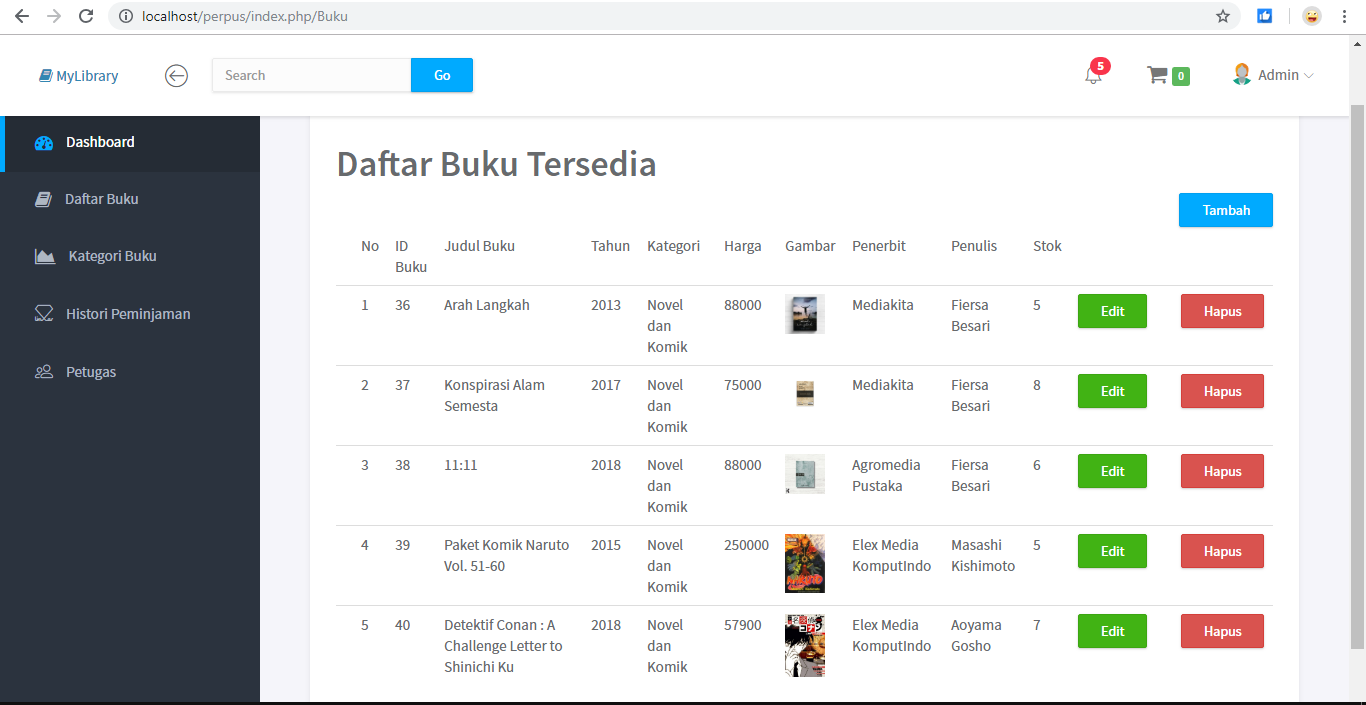 localhost/perpus/index.php/Buku
MyLibrary
Search
Go
5
0
Admin
Dashboard
Daftar Buku
Kategori Buku
Histori Peminjaman
Petugas
Daftar Buku Tersedia
Tambah
No ID Buku Judul Buku Tahun Kategori Harga Gambar Penerbit Penulis Stok
1 36 Arah Langkah 2013 Novel dan Komik 88000 Mediakita Fiersa Besari 5 Edit Hapus
2 37 Konspirasi Alam Semesta 2017 Novel dan Komik 75000 Mediakita Fiersa Besari 8 Edit Hapus
3 38 11:11 2018 Novel dan Komik 88000 Agromedia Pustaka Fiersa Besari 6 Edit Hapus
4 39 Paket Komik Naruto Vol. 51-60 2015 Novel dan Komik 250000 Elex Media KomputIndo Masashi Kishimoto 5 Edit Hapus
5 40 Detektif Conan : A Challenge Letter to Shinichi Ku 2018 Novel dan Komik 57900 Elex Media KomputIndo Aoyama Gosho 7 Edit Hapus